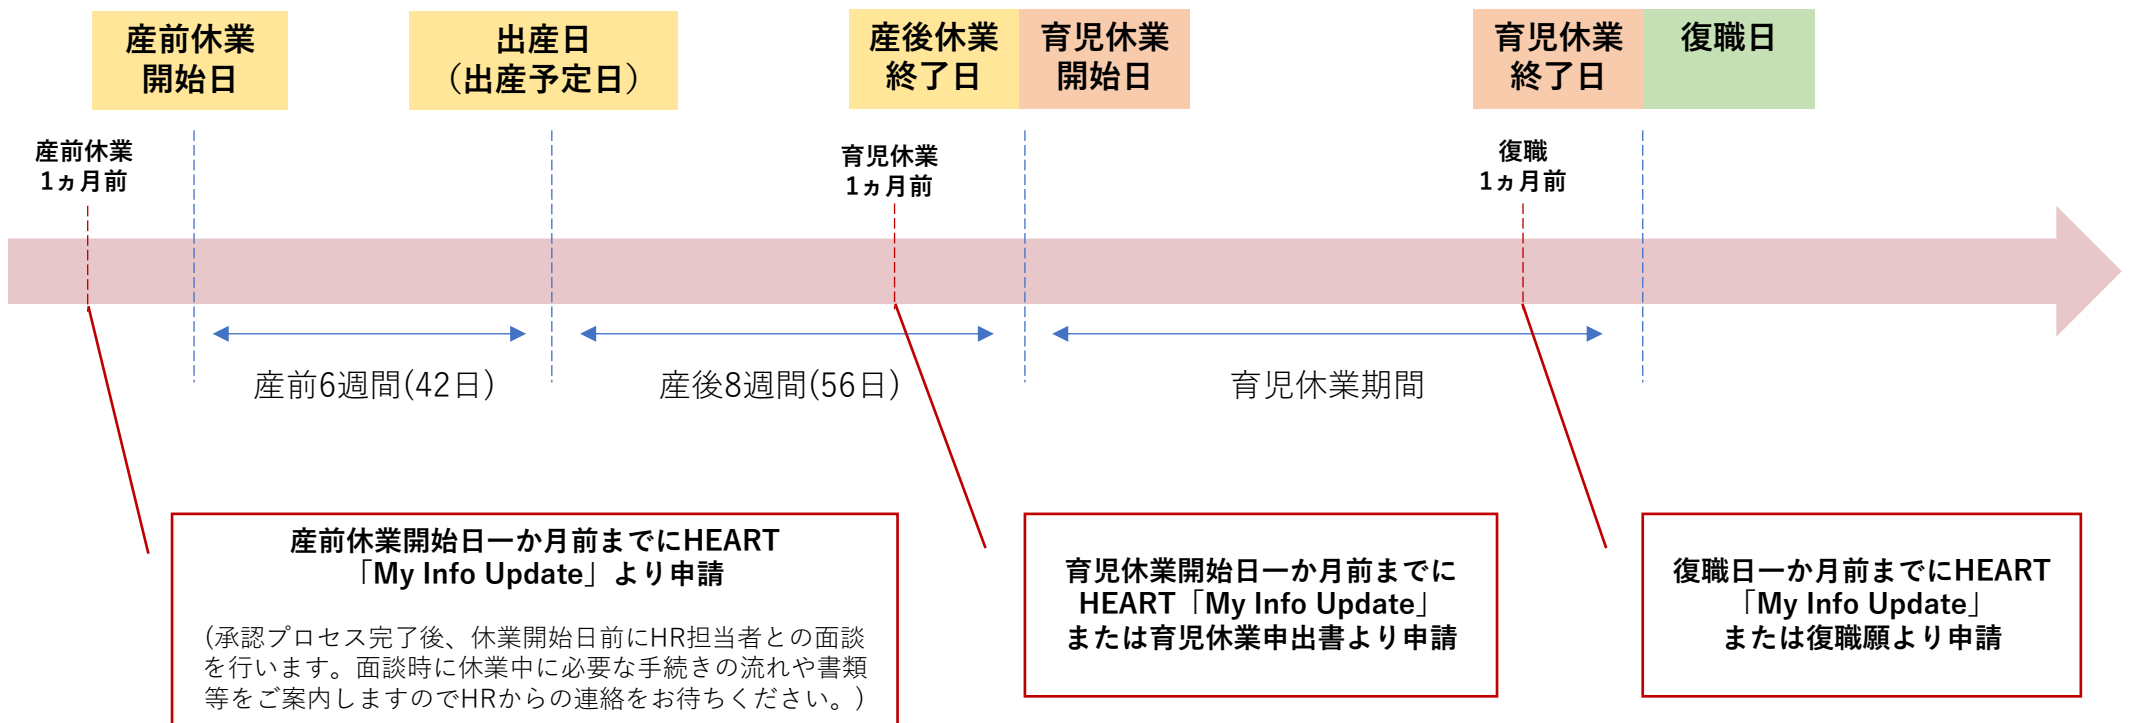 産前休業
開始日
出産日
（出産予定日）
産後休業
終了日
育児休業
開始日
育児休業
終了日
復職日
産前休業
1ヵ月前
育児休業
1ヵ月前
復職
1ヵ月前
産前6週間(42日)
産後8週間(56日)
育児休業期間
産前休業開始日一か月前までにHEART
「My Info Update」より申請
(承認プロセス完了後、休業開始日前にHR担当者との面談
を行います。面談時に休業中に必要な手続きの流れや書類
等をご案内しますのでHRからの連絡をお待ちください。)
育児休業開始日一か月前までに
HEART「My Info Update」
または育児休業申出書より申請
復職日一か月前までにHEART
「My Info Update」
または復職願より申請